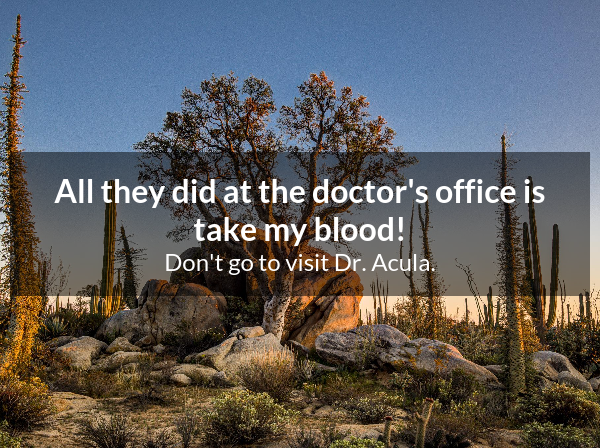 All they did at the doctor's office is
take my blood!
Don't go to visit Dr. Acula.